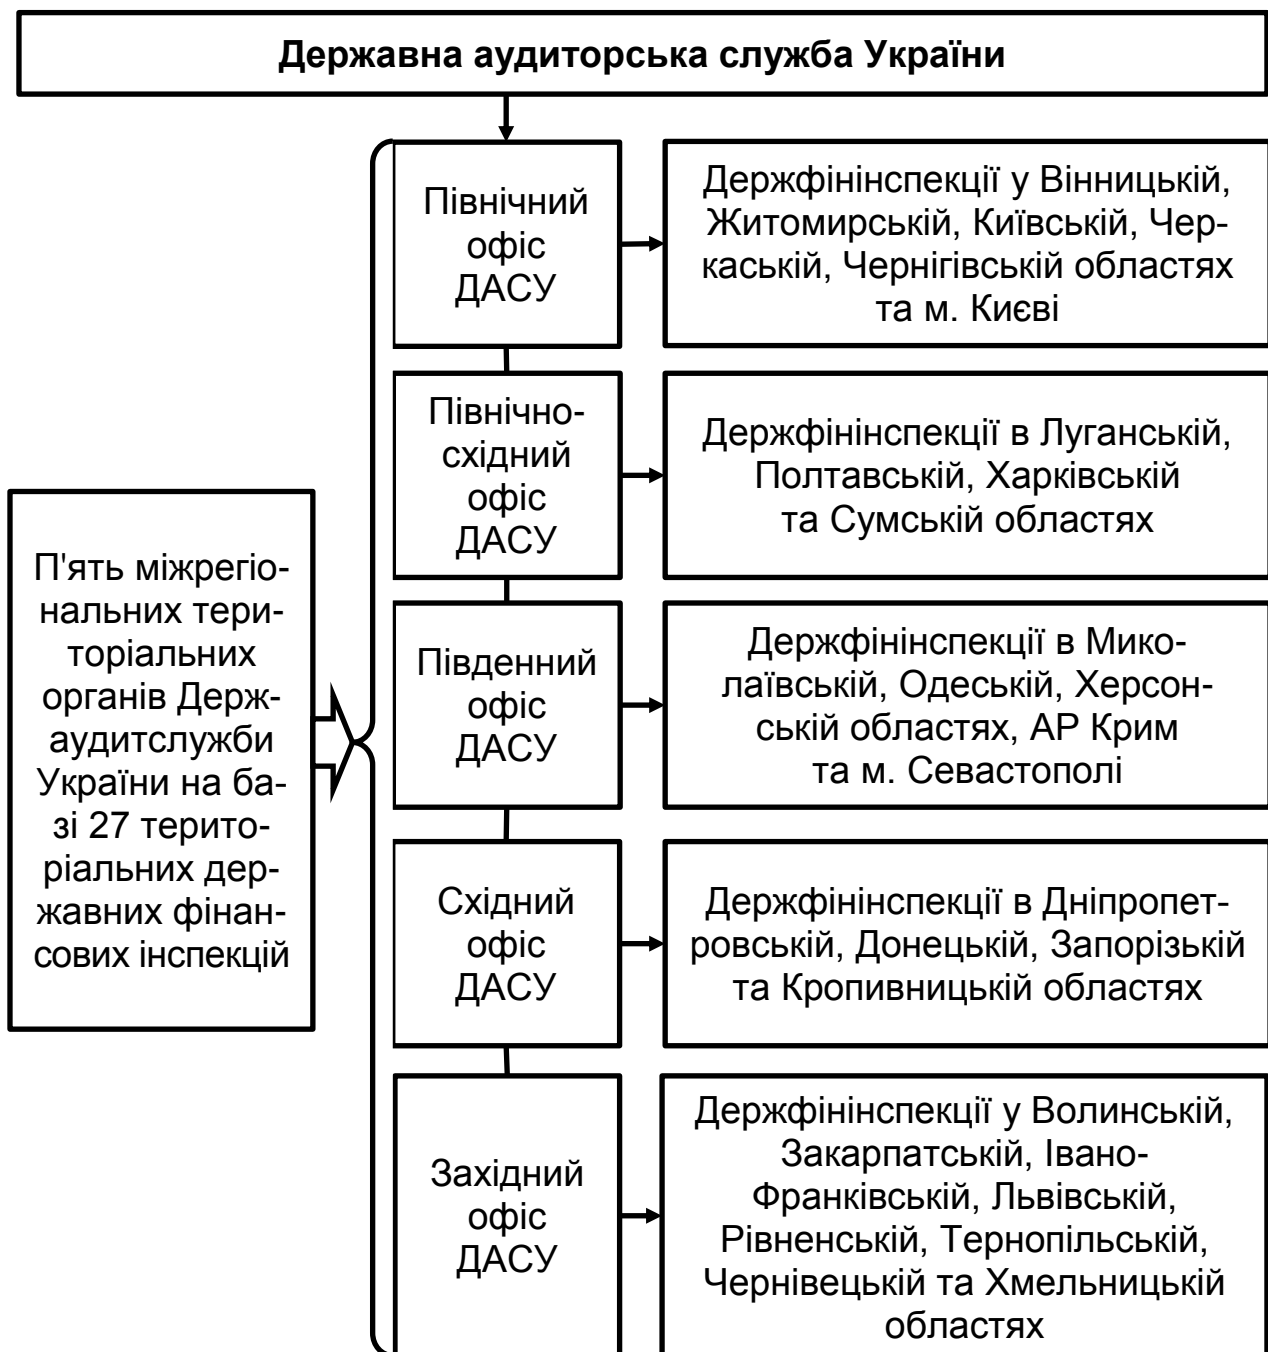 Державна аудиторська служба України
Північний
офіс
ДАСУ
Держфінінспекції у Вінницькій,
Житомирській, Київській, Чер-
каській, Чернігівській областях
та м. Києві
Північно-
східний
офіс
ДАСУ
Держфінінспекції в Луганській,
Полтавській, Харківській
та Сумській областях
П'ять міжрегіо-
нальних тери-
торіальних
органів Держ-
аудитслужби
України на ба-
зі 27 терито-
ріальних дер-
жавних фінан-
сових інспекцій
Південний
офіс
ДАСУ
Держфінінспекції в Мико-
лаївській, Одеській, Херсон-
ській областях, АР Крим
та м. Севастополі
Східний
офіс
ДАСУ
Держфінінспекції в Дніпропет-
ровській, Донецькій, Запорізькій
та Кропивницькій областях
Західний
офіс
ДАСУ
Держфінінспекції у Волинській,
Закарпатській, Івано-
Франківській, Львівській,
Рівненській, Тернопільській,
Чернівецькій та Хмельницькій
областях